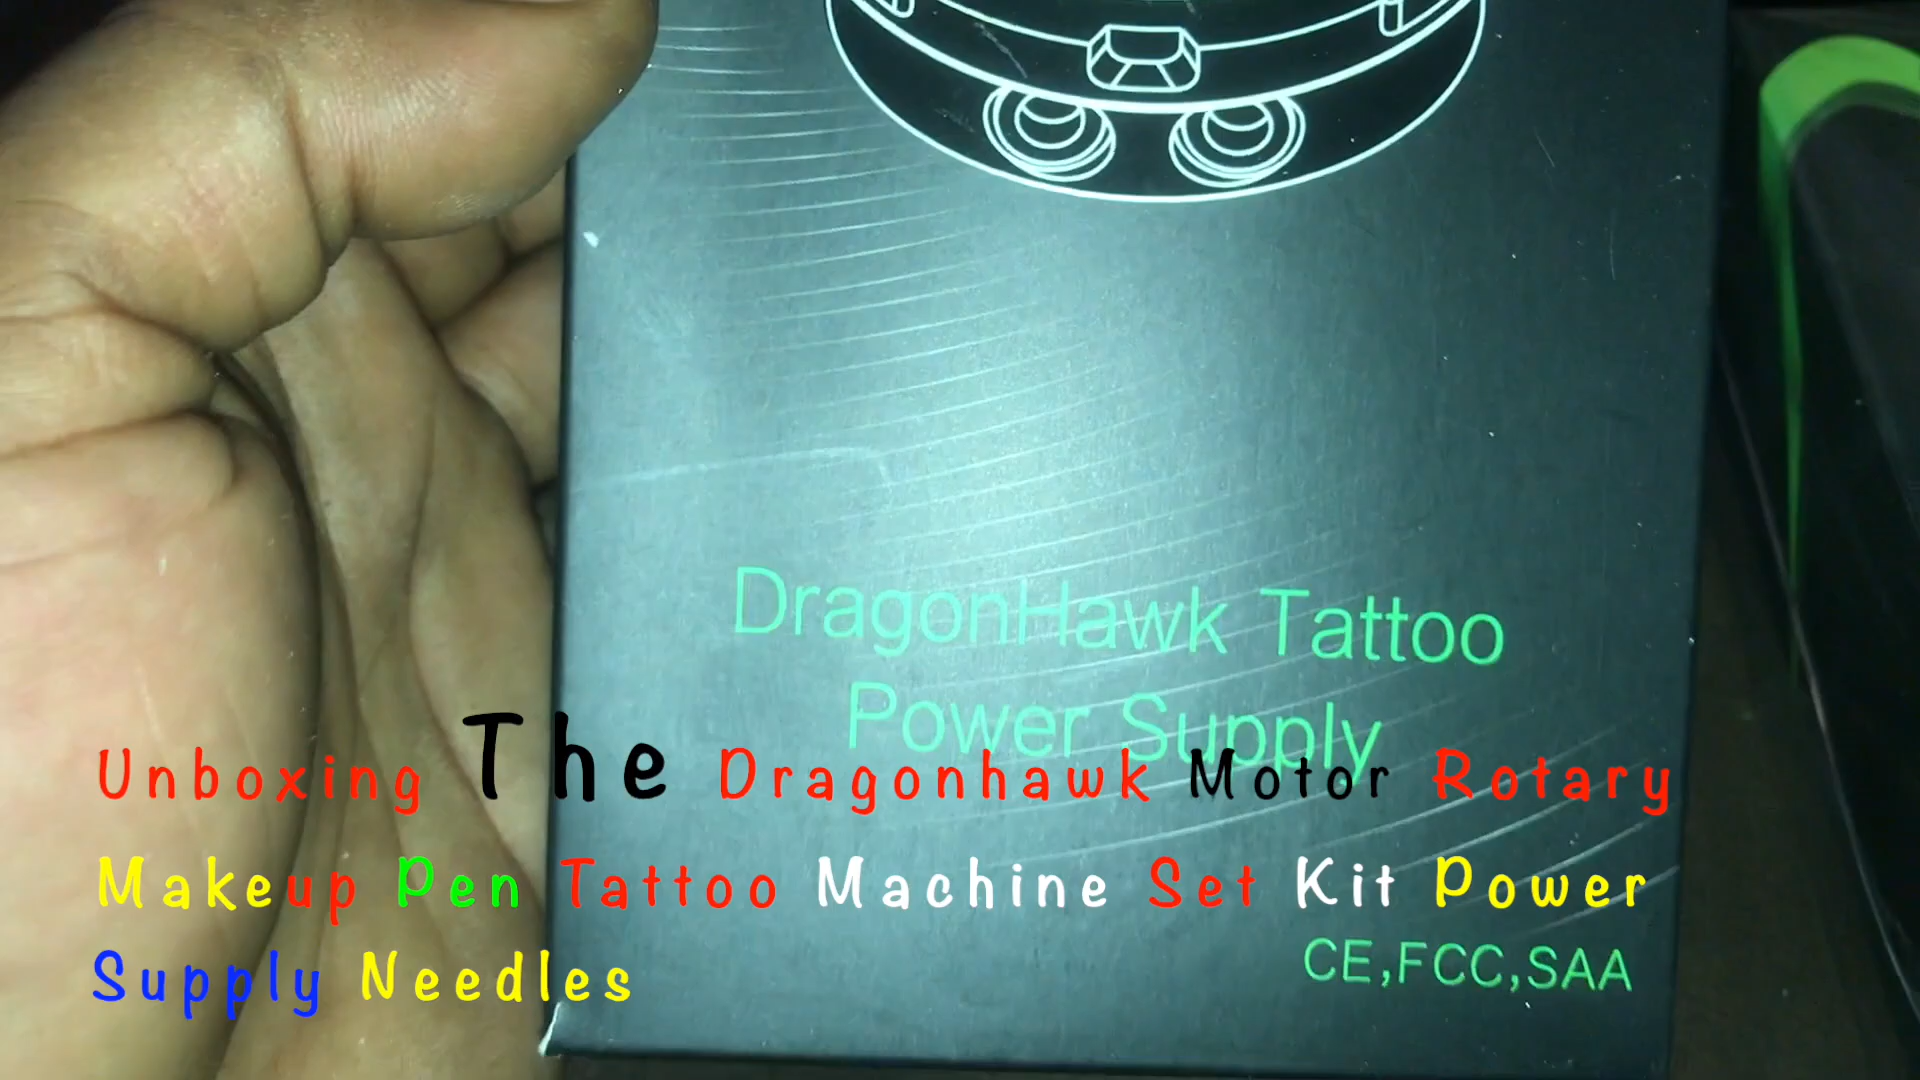 DragonHawk Tattoo
Power Supply
Unboxing The Dragonhawk Motor Rotary
Makeup Pen Tattoo Machine Set Kit Power
Supply Needles
CE,FCC,SAA